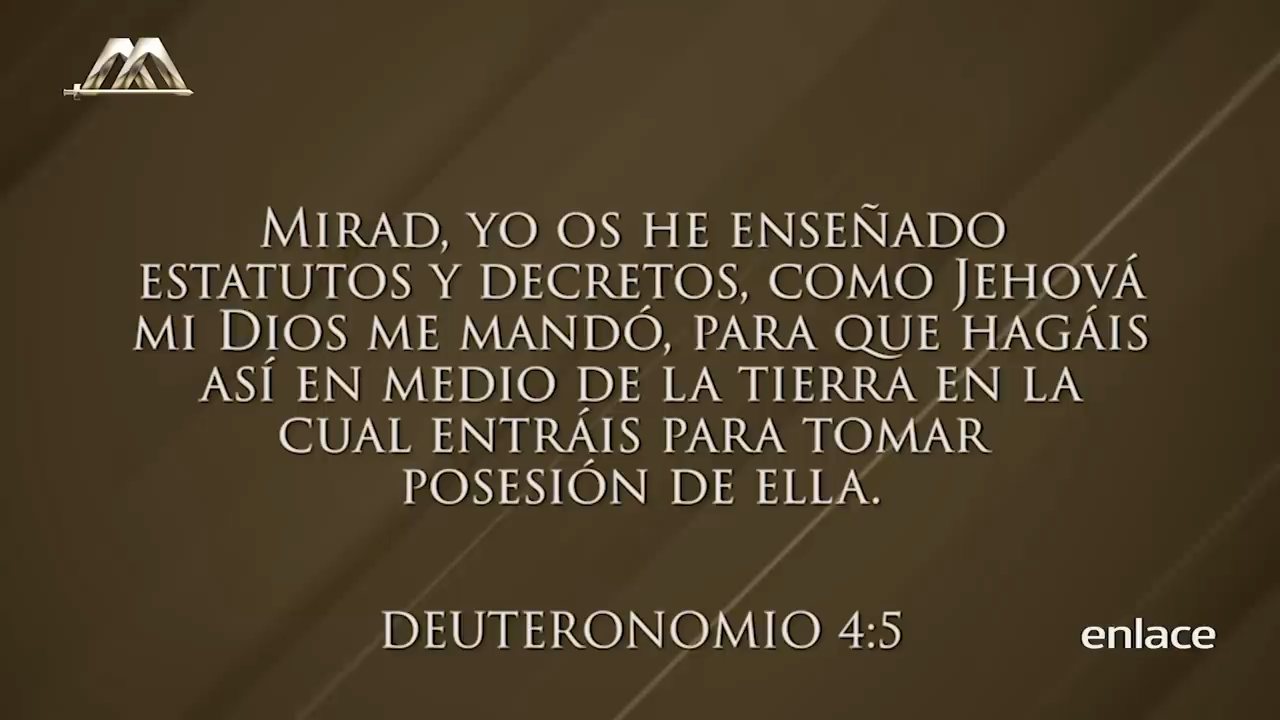 Mirad, yo os he enseñado
estatutos y decretos, como Jehová
mi Dios me mandó, para que hagáis
así en medio de la tierra en la
cual entráis para tomar
posesión de ella.
DEUTERONOMIO 4:5
enlace